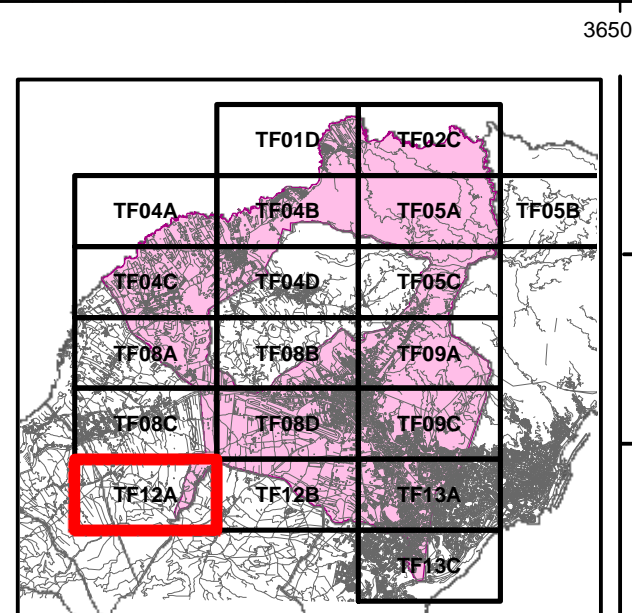 3650
TF01D TF02C
TF04A TF04B TF05A TF05B
TF04C TF04D TF05C
TF08A TF08B TF09A
TF08C TF08D TF09C
TF12A TF12B TF13A
TF13C